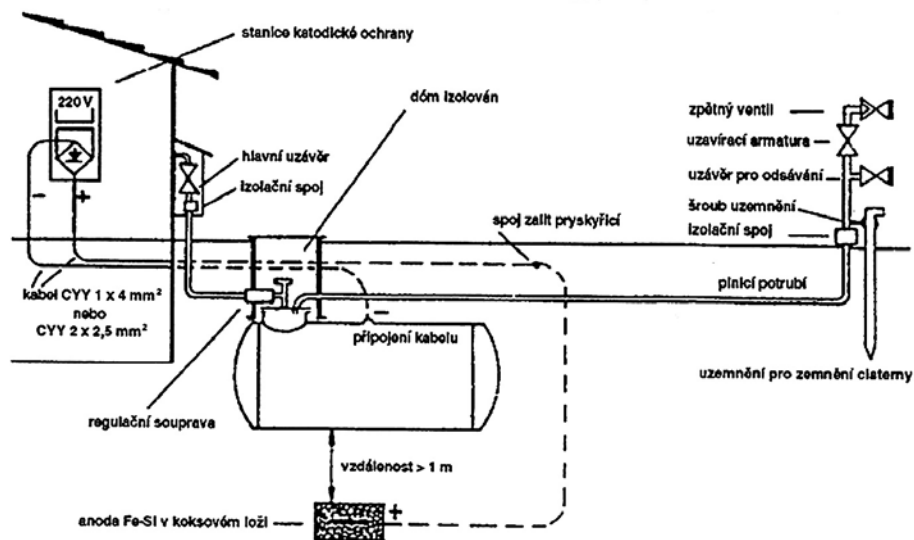 stanice katodické ochrany
220 V
dóm izolován
zpětný ventil
uzavírací armatura
hlavní uzávěr
uzávěr pro odsávání
izolační spoj
spoj zalit pryskyřicí
šroub uzemnění
izolační spoj
-
+
kabel CYY 1 x 4 mm²
nebo
CYY 2 x 2,5 mm²
plnicí potrubí
-
připojení kabelu
uzemnění pro zemnění cisterny
regulační souprava
vzdálenost > 1 m
anoda Fe-Si v koksovém loži
+